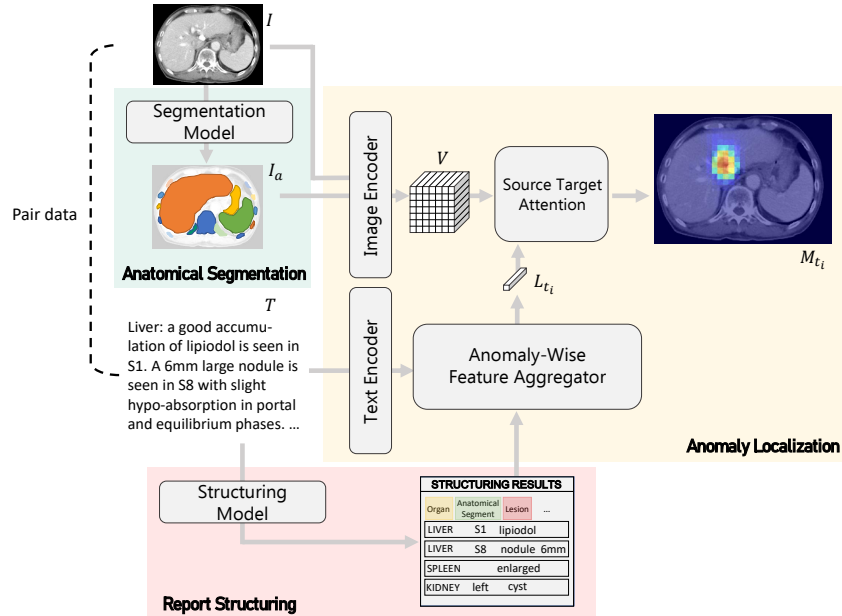 I
Segmentation
Model
I_a
Pair data
Anatomical Segmentation
Image Encoder
V
Source Target
Attention
M_{t_i}
L_{t_i}
T
Liver: a good accumu-
lation of lipiodol is seen in
S1. A 6mm large nodule is
seen in S8 with slight
hypo-absorption in portal
and equilibrium phases. ...
Text Encoder
Anomaly-Wise
Feature Aggregator
Anomaly Localization
Structuring
Model
STRUCTURING RESULTS
Organ Anatomical Segment Lesion ...
LIVER S1 lipiodol
LIVER S8 nodule 6mm
SPLEEN enlarged
KIDNEY left cyst
Report Structuring